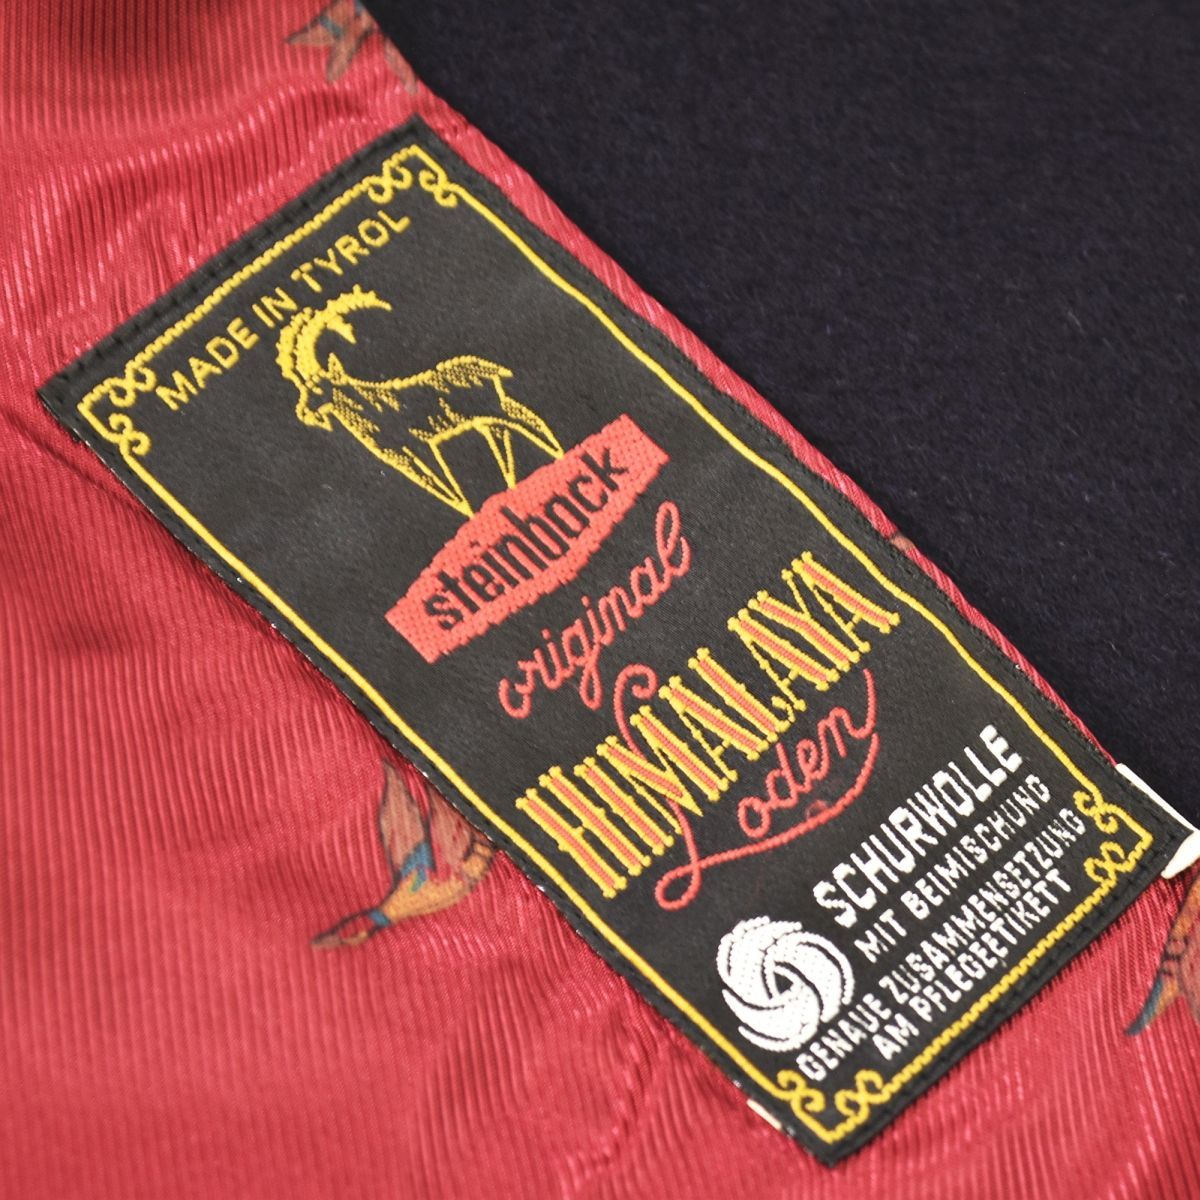 MADE IN TYROL
steinbock
original
HIMALAYA
Loden
SCHURWOLLE
MIT BEIMISCHUNG
GENAUE ZUSAMMENSETZUNG
AM PFLEGEETIKETT